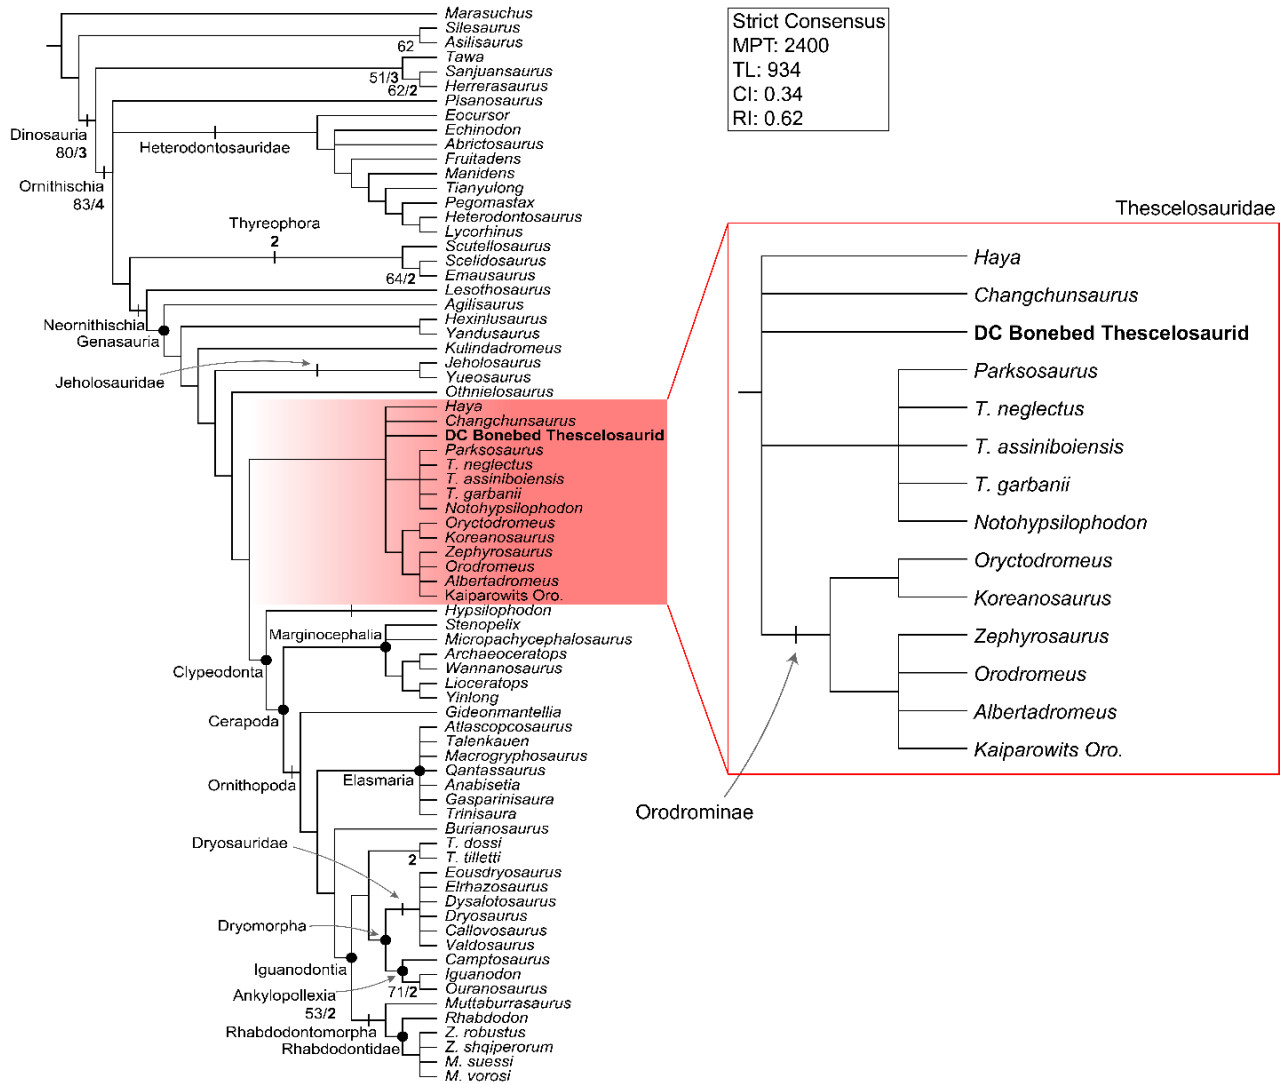 Marasuchus
Silesaurus
Asilisaurus
62
Tawa
Sanjuansaurus
51/3
Herrerasaurus
62/2
Pisanosaurus
Eocursor
Dinosauria
80/3
Echinodon
Heterodontosauridae
Abrictosaurus
Fruitadens
Manidens
Ornithischia
83/4
Tianyulong
Pegomastax
Heterodontosaurus
Lycorhinus
Thyreophora
2
Scutellosaurus
Scelidosaurus
Emausaurus
64/2
Lesothosaurus
Agilisaurus
Neornithischia
Genasauria
Hexinlusaurus
Yandusaurus
Kulindadromeus
Jeholosaurus
Yueosaurus
Jeholosauridae
Othnielosaurus
Haya
Changchunsaurus
DC Bonebed Thescelosaurid
Parksosaurus
T. neglectus
T. assiniboiensis
T. garbanii
Notohypsilophodon
Oryctodromeus
Koreanosaurus
Zephyrosaurus
Orodromeus
Albertadromeus
Kaiparowits Oro.
Hypsilophodon
Stenopelix
Marginocephalia
Micropachycephalosaurus
Archaeoceratops
Wannanosaurus
Clypeodonta
Lioceratops
Yinlong
Gideonmantellia
Cerapoda
Atlascopcosaurus
Talenkauen
Macrogryphosaurus
Qantassaurus
Elasmaria
Ornithopoda
Anabisetia
Gasparinisaura
Trinisaura
Burianosaurus
Dryosauridae
T. dossi
T. tilletti
2
Eousdryosaurus
Elrhazosaurus
Dysalotosaurus
Dryosaurus
Dryomorpha
Callovosaurus
Valdosaurus
Camptosaurus
Iguanodontia
Iguanodon
Ouranosaurus
71/2
Ankylopollexia
53/2
Muttaburrasaurus
Rhabdodon
Rhabdodontomorpha
Z. robustus
Rhabdodontidae
Z. shqiperorum
M. suessi
M. vorosi
Strict Consensus
MPT: 2400
TL: 934
CI: 0.34
RI: 0.62
Thescelosauridae
Haya
Changchunsaurus
DC Bonebed Thescelosaurid
Parksosaurus
T. neglectus
T. assiniboiensis
T. garbanii
Notohypsilophodon
Oryctodromeus
Koreanosaurus
Zephyrosaurus
Orodromeus
Albertadromeus
Kaiparowits Oro.
Orodrominae